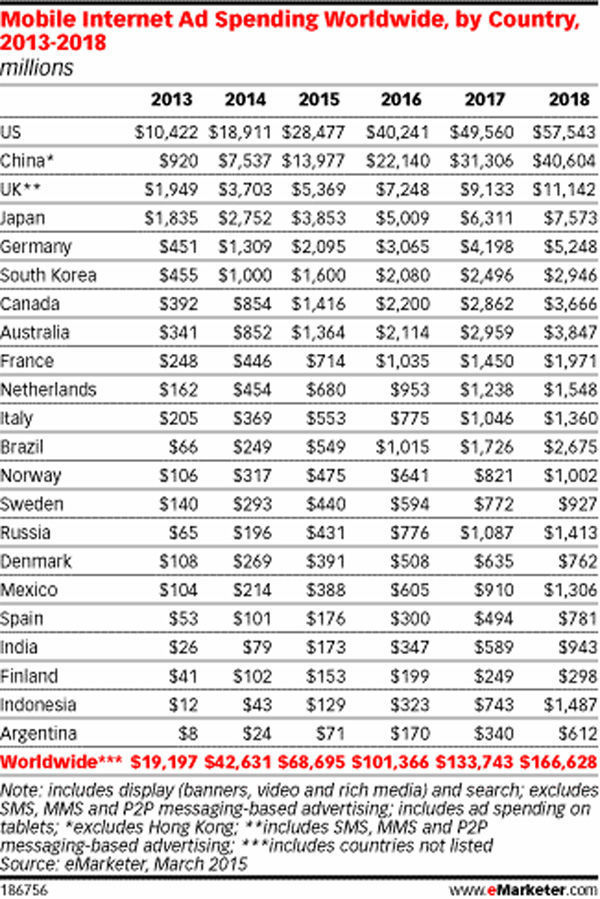 Mobile Internet Ad Spending Worldwide, by Country,
2013-2018
millions
2013 2014 2015 2016 2017 2018
US $10,422 $18,911 $28,477 $40,241 $49,560 $57,543
China* $920 $7,537 $13,977 $22,140 $31,306 $40,604
UK** $1,949 $3,703 $5,369 $7,248 $9,133 $11,142
Japan $1,835 $2,752 $3,853 $5,009 $6,311 $7,573
Germany $451 $1,309 $2,095 $3,065 $4,198 $5,248
South Korea $455 $1,000 $1,600 $2,080 $2,496 $2,946
Canada $392 $854 $1,416 $2,200 $2,862 $3,666
Australia $341 $852 $1,364 $2,114 $2,959 $3,847
France $248 $446 $714 $1,035 $1,450 $1,971
Netherlands $162 $454 $680 $953 $1,238 $1,548
Italy $205 $369 $553 $775 $1,046 $1,360
Brazil $66 $249 $549 $1,015 $1,726 $2,675
Norway $106 $317 $475 $641 $821 $1,002
Sweden $140 $293 $440 $594 $772 $927
Russia $65 $196 $431 $776 $1,087 $1,413
Denmark $108 $269 $391 $508 $635 $762
Mexico $104 $214 $388 $605 $910 $1,306
Spain $53 $101 $176 $300 $494 $781
India $26 $79 $173 $347 $589 $943
Finland $41 $102 $153 $199 $249 $298
Indonesia $12 $43 $129 $323 $743 $1,487
Argentina $8 $24 $71 $170 $340 $612
Worldwide*** $19,197 $42,631 $68,695 $101,366 $133,743 $166,628
Note: includes display (banners, video and rich media) and search; excludes
SMS, MMS and P2P messaging-based advertising; includes ad spending on
tablets; *excludes Hong Kong; **includes SMS, MMS and P2P
messaging-based advertising; ***includes countries not listed
Source: eMarketer, March 2015
186756 www.eMarketer.com